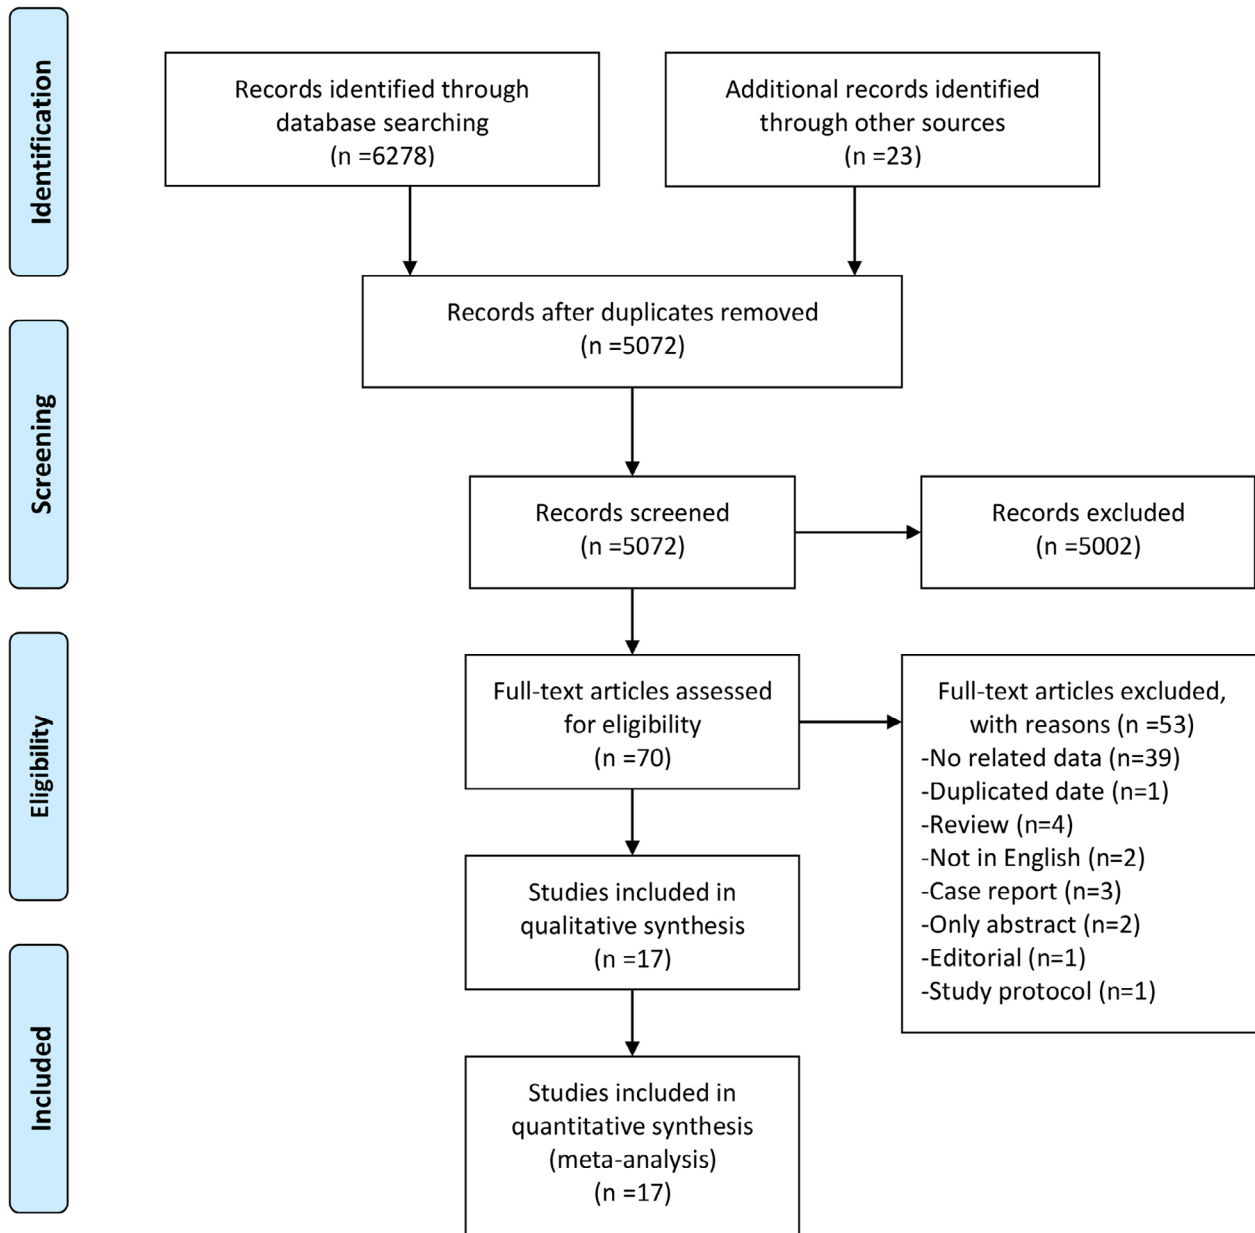 Identification
Records identified through
database searching
(n =6278)
Additional records identified
through other sources
(n =23)
Records after duplicates removed
(n =5072)
Screening
Records screened
(n =5072)
Records excluded
(n =5002)
Eligibility
Full-text articles assessed
for eligibility
(n =70)
Full-text articles excluded,
with reasons (n =53)
-No related data (n=39)
-Duplicated date (n=1)
-Review (n=4)
-Not in English (n=2)
-Case report (n=3)
-Only abstract (n=2)
-Editorial (n=1)
-Study protocol (n=1)
Studies included in
qualitative synthesis
(n =17)
Included
Studies included in
quantitative synthesis
(meta-analysis)
(n =17)